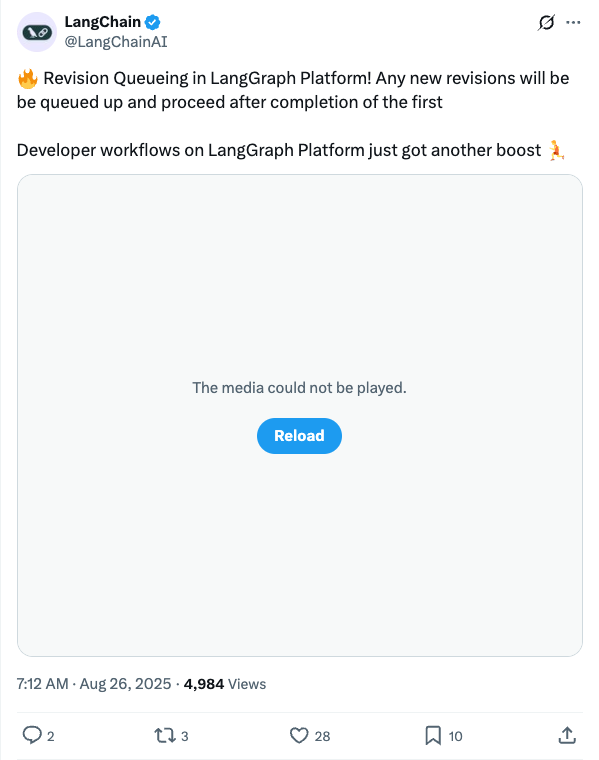 LangChain
@LangChainAI
🔥 Revision Queueing in LangGraph Platform! Any new revisions will be
be queued up and proceed after completion of the first
Developer workflows on LangGraph Platform just got another boost 🏃
The media could not be played.
Reload
7:12 AM · Aug 26, 2025 · 4,984 Views
2 3 28 10